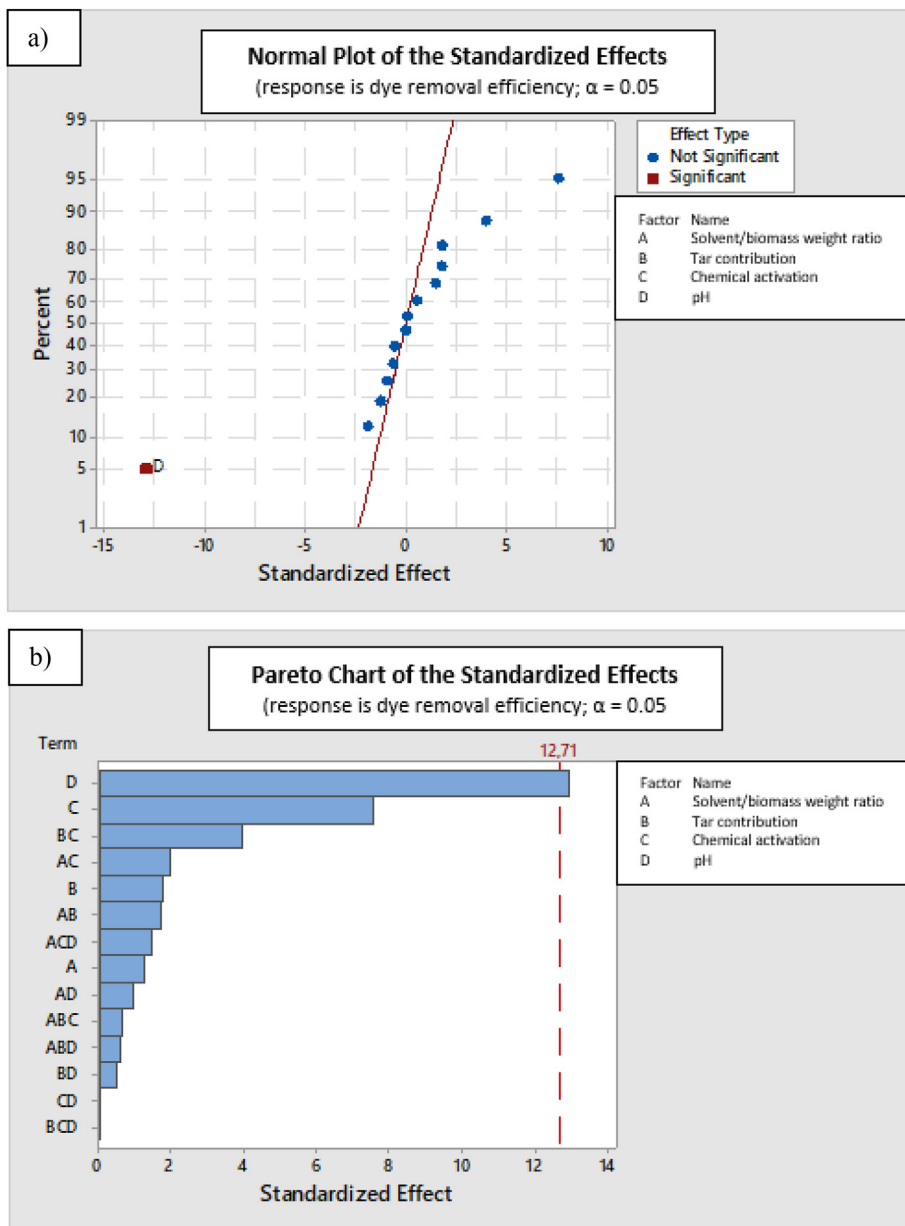 a)
Normal Plot of the Standardized Effects
(response is dye removal efficiency; α = 0.05
99
95
90
80
70
60
50
40
30
20
10
5
1
Percent
D
-15 -10 -5 0 5 10
Standardized Effect
Effect Type
Not Significant
Significant
Factor Name
A Solvent/biomass weight ratio
B Tar contribution
C Chemical activation
D pH
b)
Pareto Chart of the Standardized Effects
(response is dye removal efficiency; α = 0.05
Term
12,71
D
C
BC
AC
B
AB
ACD
A
AD
ABC
ABD
BD
CD
BCD
0 2 4 6 8 10 12 14
Standardized Effect
Factor Name
A Solvent/biomass weight ratio
B Tar contribution
C Chemical activation
D pH